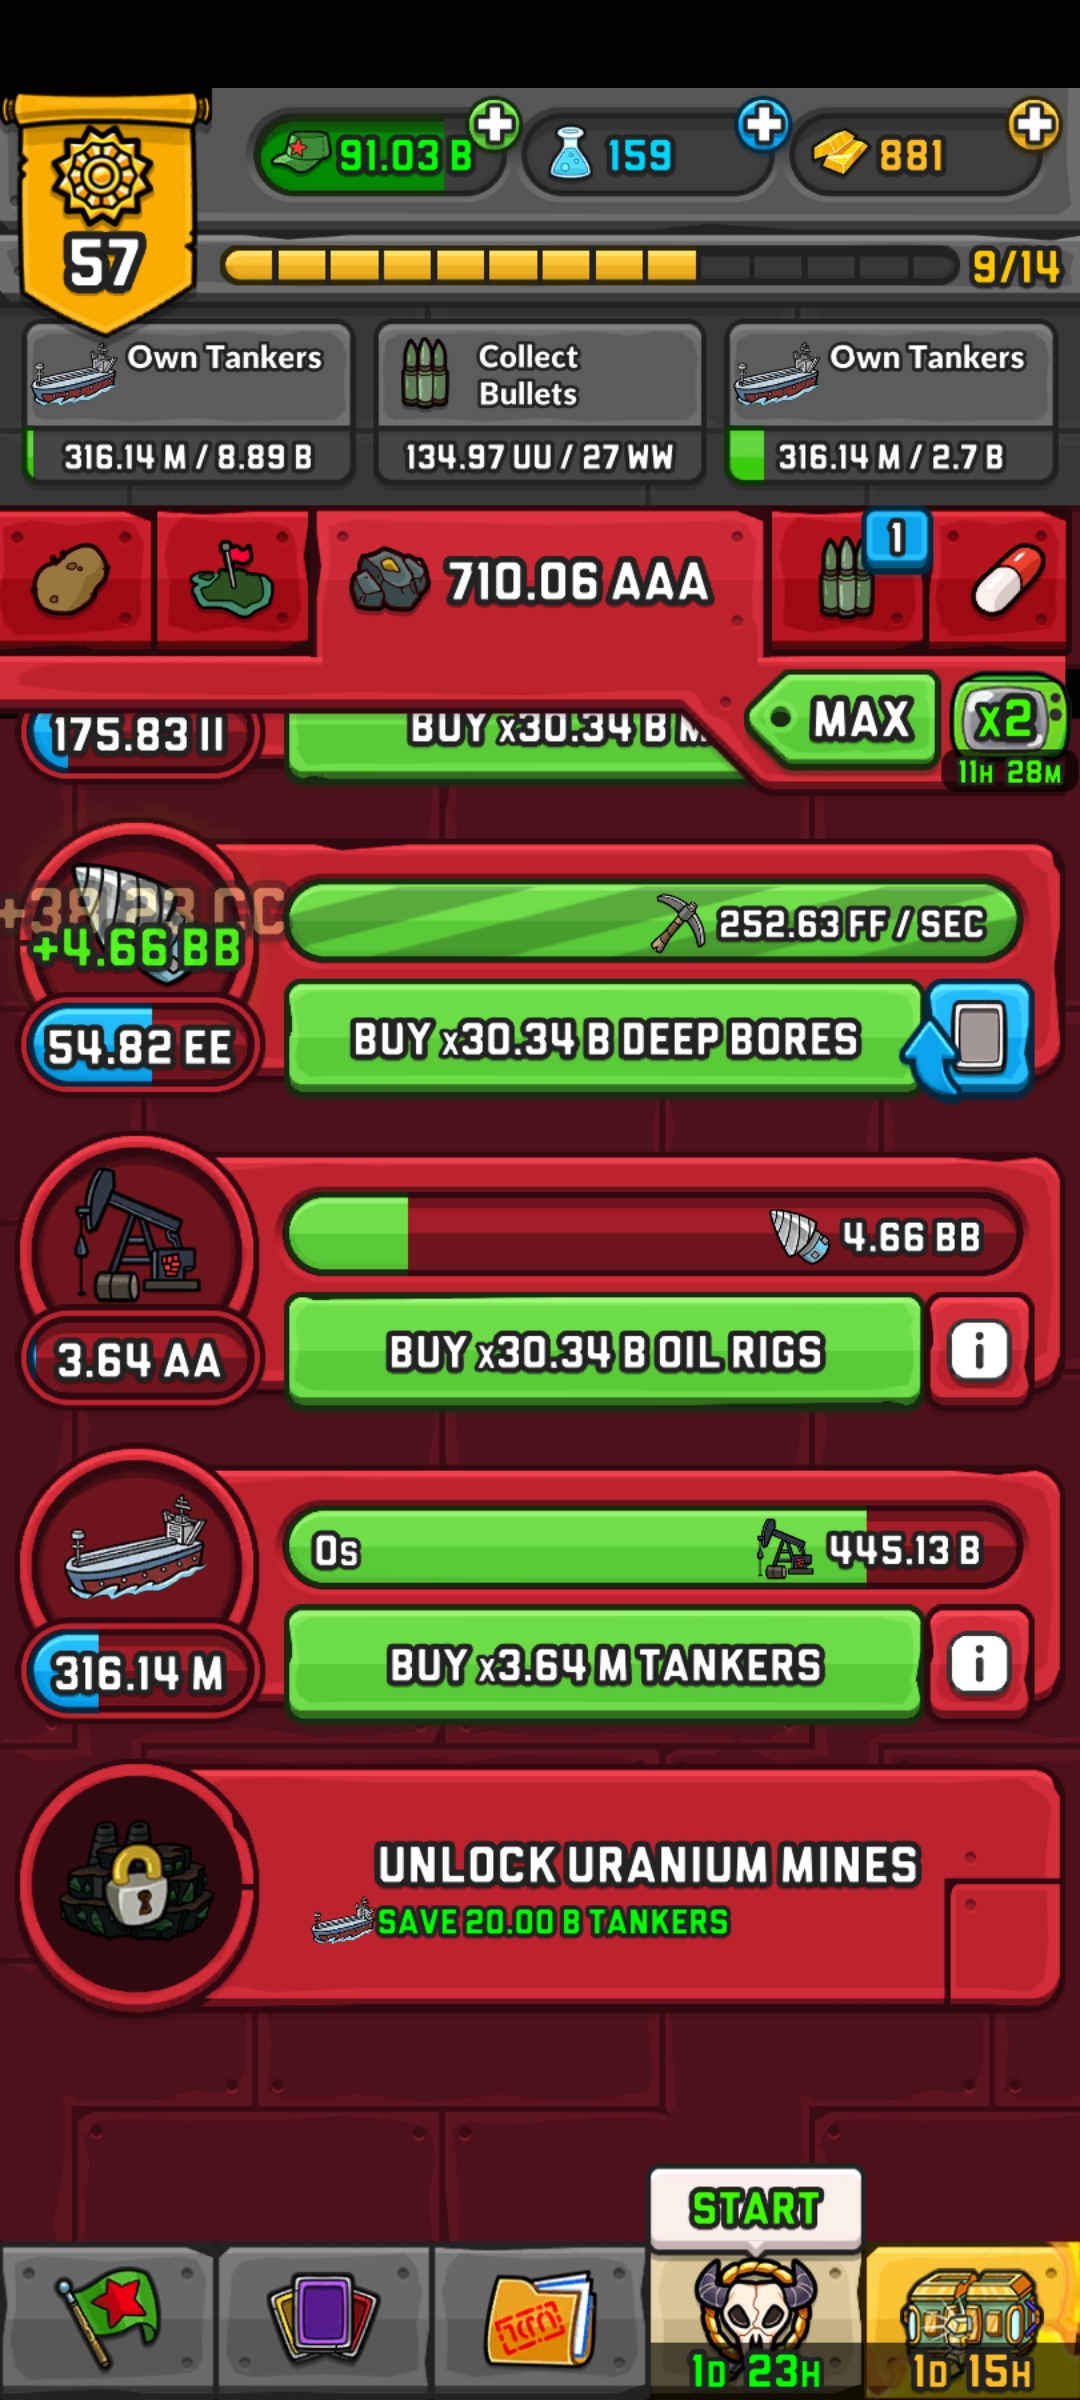 91.03 B
159
881
57
9/14
Own Tankers
316.14 M / 8.89 B
Collect
Bullets
134.97 UU / 27 WW
Own Tankers
316.14 M / 2.7 B
710.06 AAA
1
MAX
x2
11H 28M
175.83 II
BUY x30.34 B
+4.66 BB
252.63 FF / SEC
54.82 EE
BUY x30.34 B DEEP BORES
4.66 BB
3.64 AA
BUY x30.34 B OIL RIGS
i
0s
445.13 B
316.14 M
BUY x3.64 M TANKERS
i
UNLOCK URANIUM MINES
SAVE 20.00 B TANKERS
START
1D 23H
1D 15H